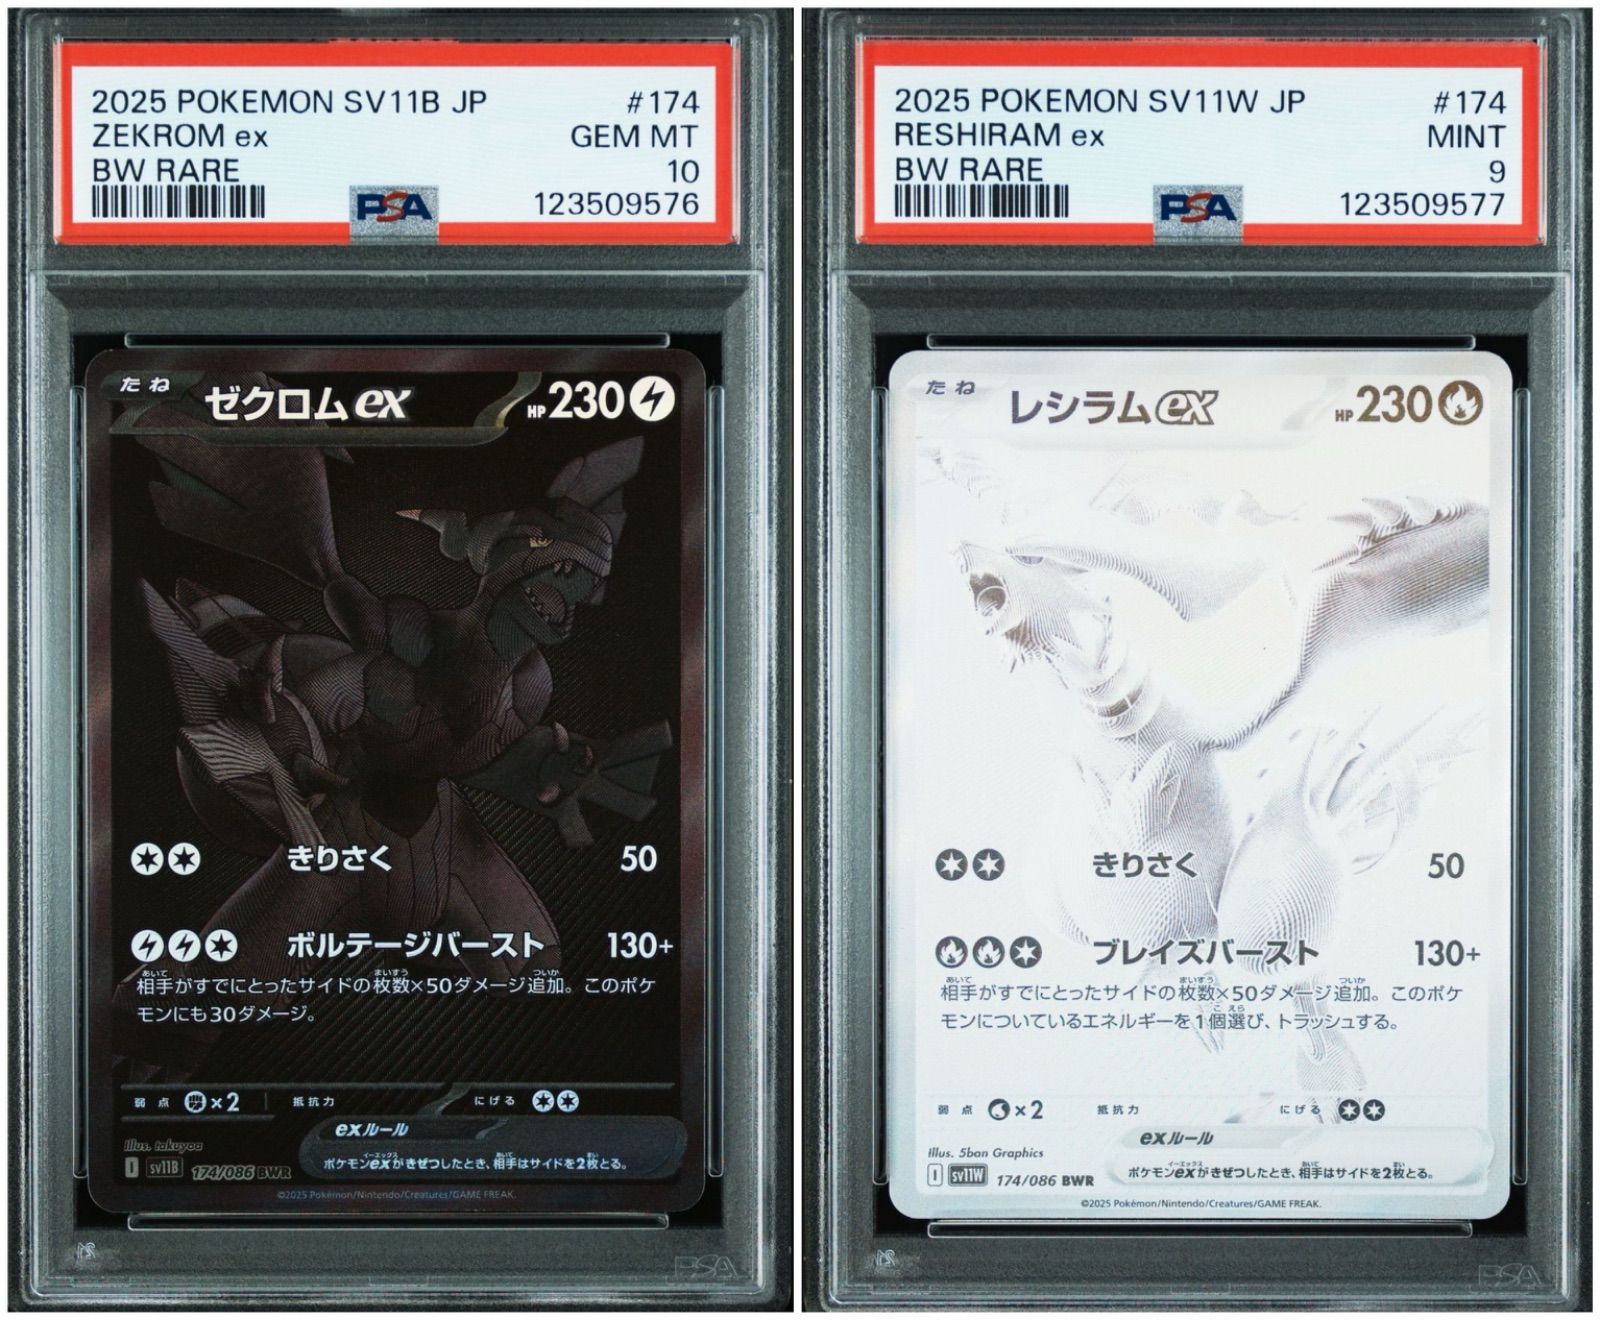 2025 POKEMON SV11B JP #174
ZEKROM ex GEM MT
BW RARE 10
PSA 123509576
たね ゼクロムex HP230
きりさく 50
ボルテージバースト 130+
相手がすでにとったサイドの枚数×50ダメージ追加。このポケ
モンにも30ダメージ。
弱点 ×2 抵抗力 にげる
exルール
ポケモンexがきぜつしたとき、相手はサイドを2枚とる。
Illus. takuyoa
I SV11B 174/086 BWR
©2025 Pokémon/Nintendo/Creatures/GAME FREAK.
PSA
2025 POKEMON SV11W JP #174
RESHIRAM ex MINT
BW RARE 9
PSA 123509577
たね レシラムex HP230
きりさく 50
ブレイズバースト 130+
相手がすでにとったサイドの枚数×50ダメージ追加。このポケ
モンについているエネルギーを1個選び、トラッシュする。
弱点 ×2 抵抗力 にげる
exルール
ポケモンexがきぜつしたとき、相手はサイドを2枚とる。
Illus. 5ban Graphics
I SV11W 174/086 BWR
©2025 Pokémon/Nintendo/Creatures/GAME FREAK.
PSA